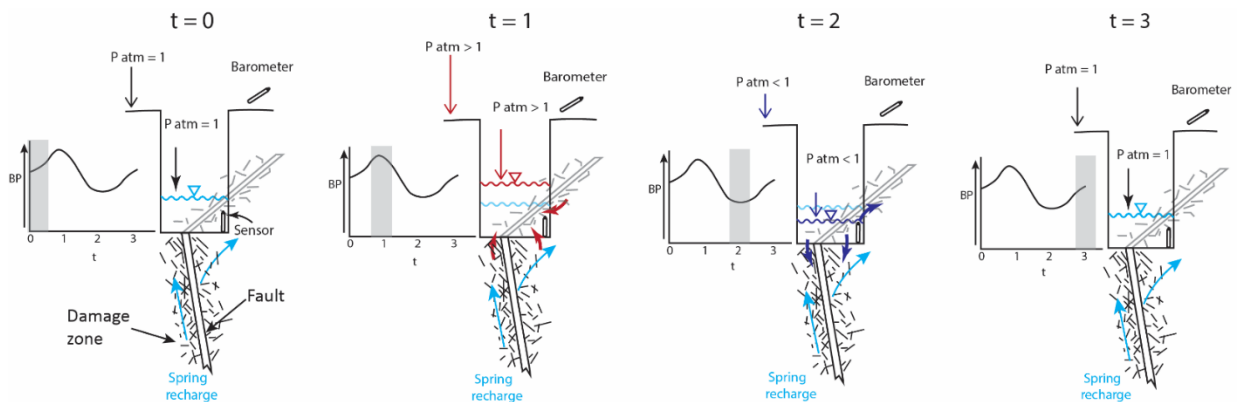 t = 0
P atm = 1
Barometer
P atm = 1
BP
0 1 2 3
t
Sensor
Damage
zone
Fault
Spring
recharge
t = 1
P atm > 1
Barometer
P atm > 1
BP
0 1 2 3
t
Spring
recharge
t = 2
P atm < 1
Barometer
P atm < 1
BP
0 1 2 3
t
Spring
recharge
t = 3
P atm = 1
Barometer
P atm = 1
BP
0 1 2 3
t
Spring
recharge